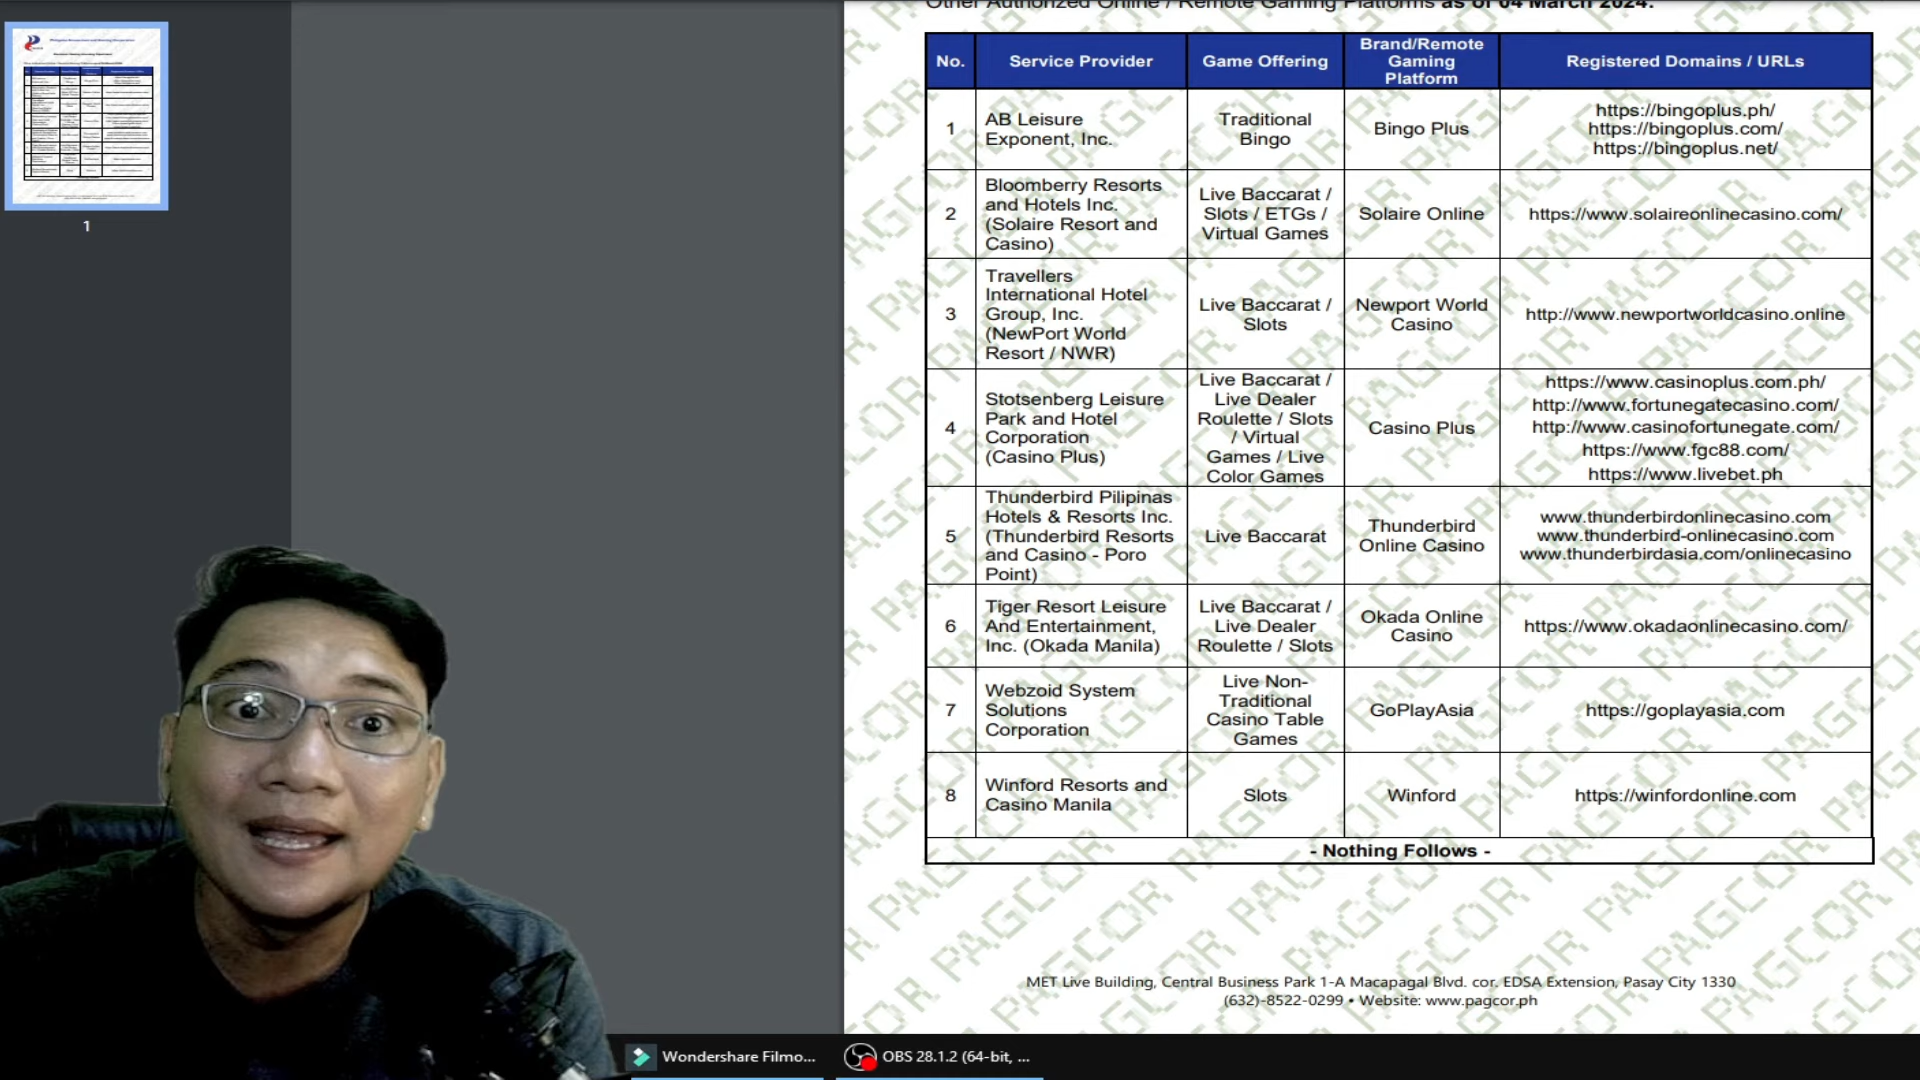 Other Authorized Online / Remote Gaming Platforms as of 04 March 2024.
No.
Service Provider
Game Offering
Brand/Remote
Gaming
Platform
Registered Domains / URLs
1
AB Leisure
Exponent, Inc.
Traditional
Bingo
Bingo Plus
https://bingoplus.ph/
https://bingoplus.com/
https://bingoplus.net/
2
Bloomberry Resorts
and Hotels Inc.
(Solaire Resort and
Casino)
Live Baccarat /
Slots / ETGs /
Virtual Games
Solaire Online
https://www.solaireonlinecasino.com/
3
Travellers
International Hotel
Group, Inc.
(NewPort World
Resort / NWR)
Live Baccarat /
Slots
Newport World
Casino
http://www.newportworldcasino.online
4
Stotsenberg Leisure
Park and Hotel
Corporation
(Casino Plus)
Live Baccarat /
Live Dealer
Roulette / Slots
/ Virtual
Games / Live
Color Games
Casino Plus
https://www.casinoplus.com.ph/
http://www.fortunegatecasino.com/
http://www.casinofortunegate.com/
https://www.fgc88.com/
https://www.livebet.ph
5
Thunderbird Pilipinas
Hotels & Resorts Inc.
(Thunderbird Resorts
and Casino - Poro
Point)
Live Baccarat
Thunderbird
Online Casino
www.thunderbirdonlinecasino.com
www.thunderbird-onlinecasino.com
www.thunderbirdasia.com/onlinecasino
6
Tiger Resort Leisure
And Entertainment,
Inc. (Okada Manila)
Live Baccarat /
Live Dealer
Roulette / Slots
Okada Online
Casino
https://www.okadaonlinecasino.com/
7
Webzoid System
Solutions
Corporation
Live Non-
Traditional
Casino Table
Games
GoPlayAsia
https://goplayasia.com
8
Winford Resorts and
Casino Manila
Slots
Winford
https://winfordonline.com
- Nothing Follows -
MET Live Building, Central Business Park 1-A Macapagal Blvd. cor. EDSA Extension, Pasay City 1330
(632)-8522-0299 • Website: www.pagcor.ph
PAGCOR
1
Wondershare Filmo...
OBS 28.1.2 (64-bit, ...